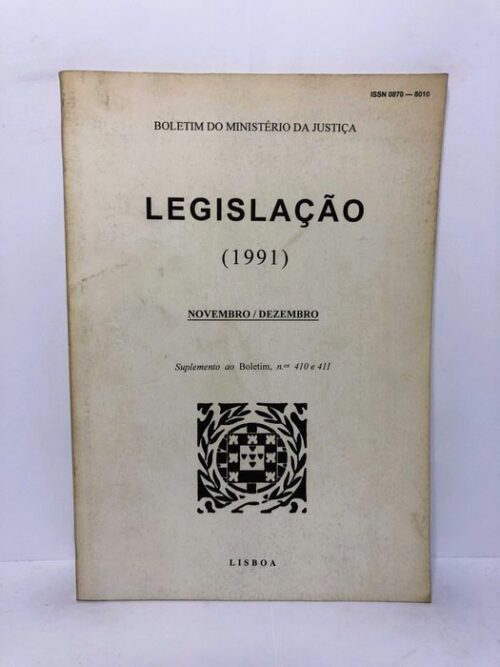 ISSN 0870 — 8010
BOLETIM DO MINISTÉRIO DA JUSTIÇA
LEGISLAÇÃO
(1991)
NOVEMBRO / DEZEMBRO
Suplemento ao Boletim, n.os 410 e 411
LISBOA